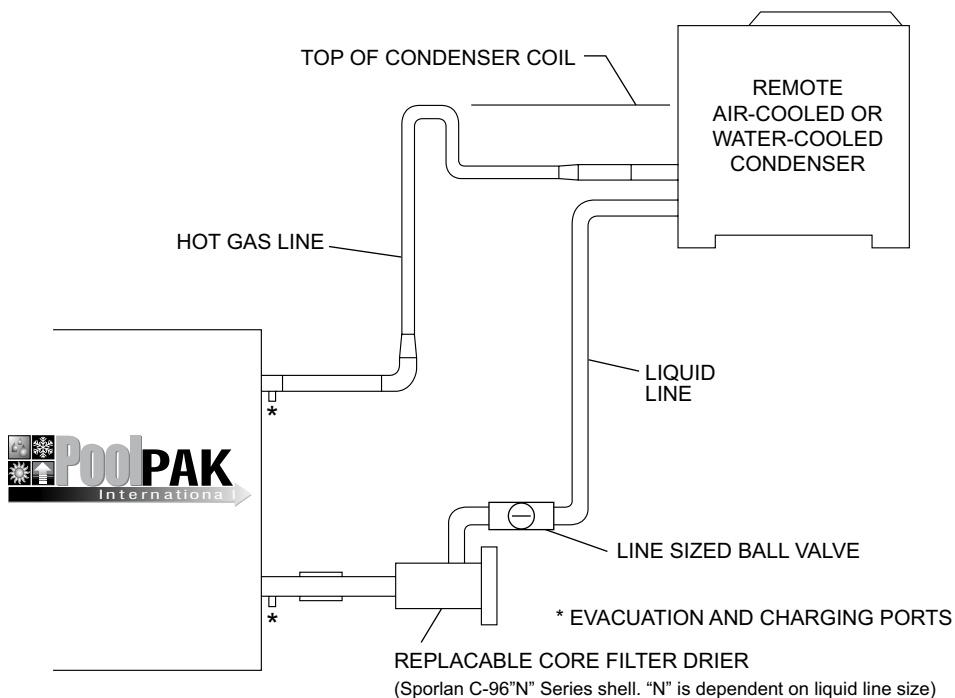 TOP OF CONDENSER COIL
REMOTE
AIR-COOLED OR
WATER-COOLED
CONDENSER
HOT GAS LINE
*
LIQUID
LINE
PoolPAK
International
LINE SIZED BALL VALVE
*
* EVACUATION AND CHARGING PORTS
REPLACABLE CORE FILTER DRIER
(Sporlan C-96"N" Series shell. "N" is dependent on liquid line size)